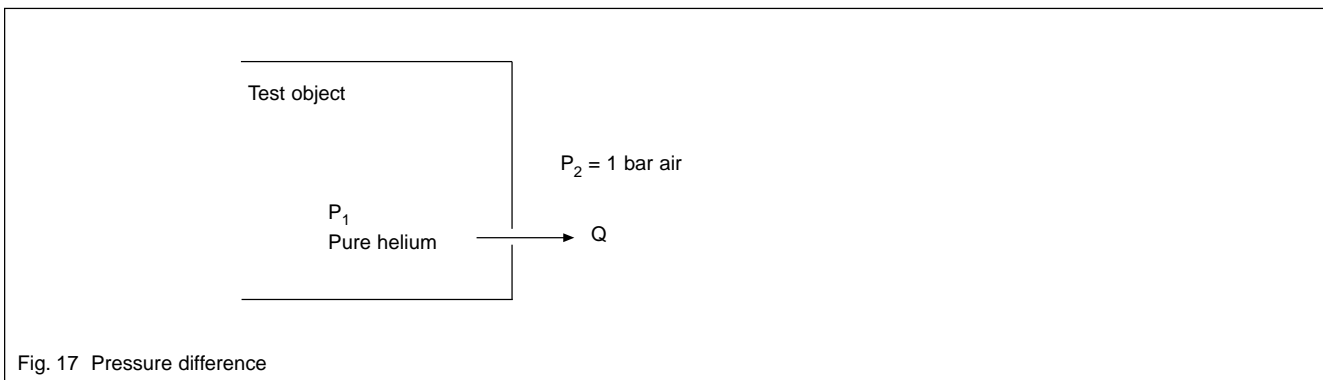 Test object
P₂ = 1 bar air
P₁
Pure helium
Q
Fig. 17 Pressure difference